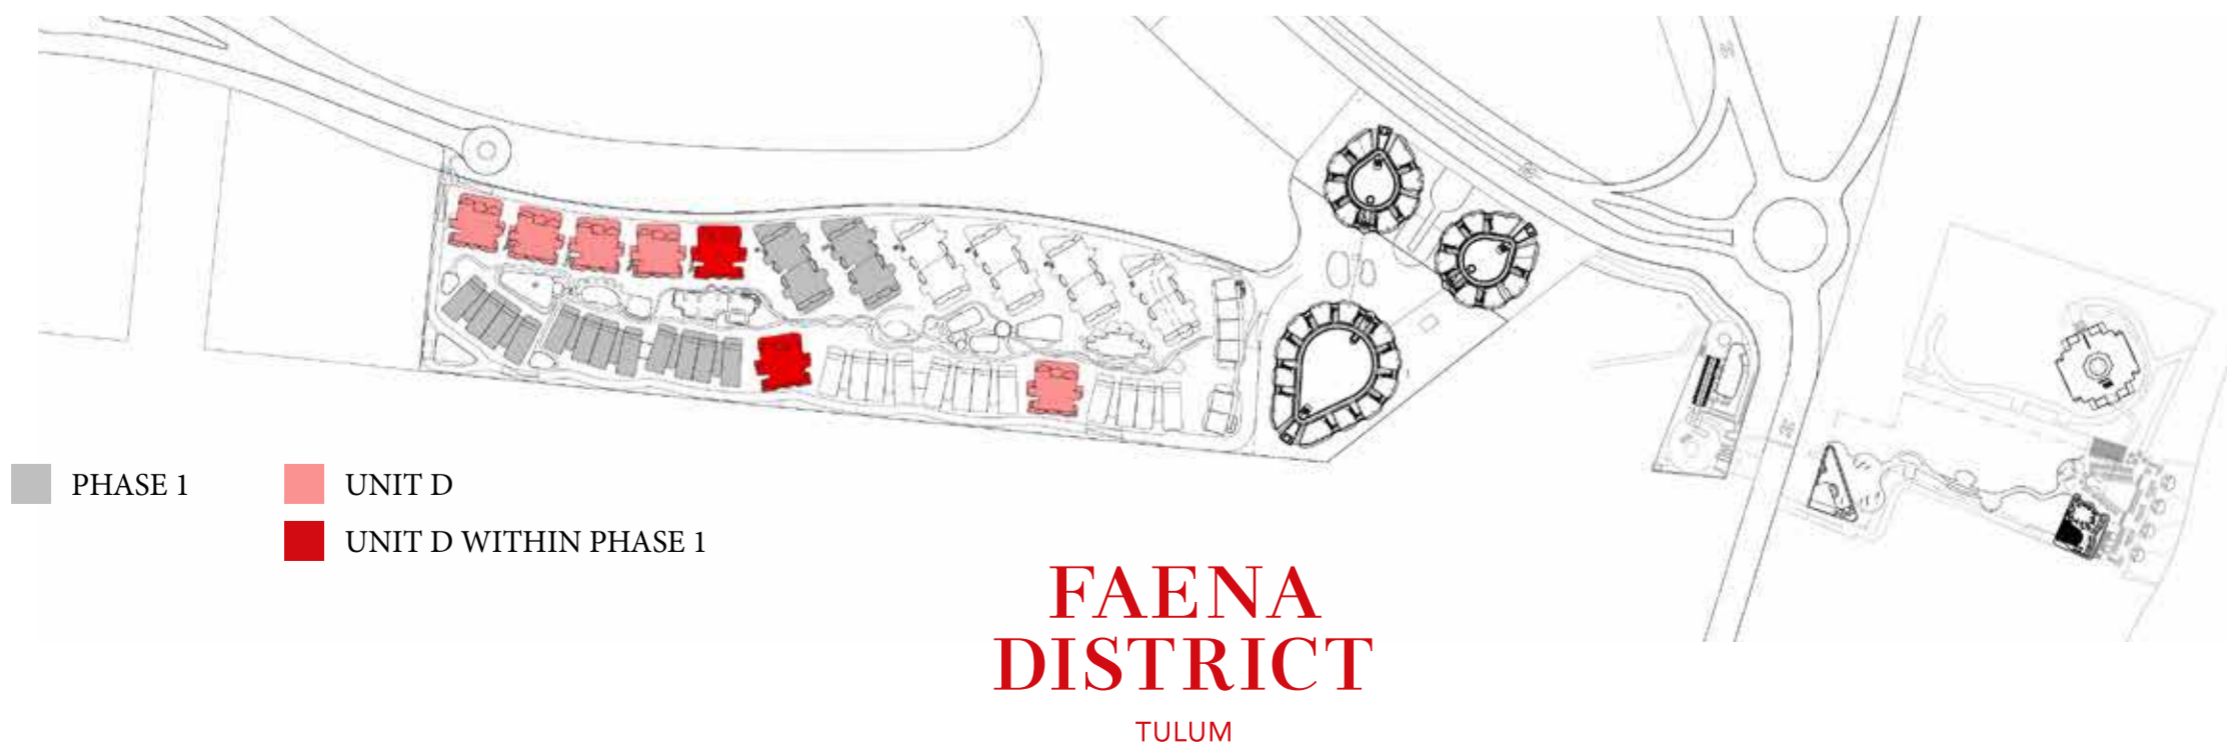 PHASE 1
UNIT D
UNIT D WITHIN PHASE 1
FAENA
DISTRICT
TULUM